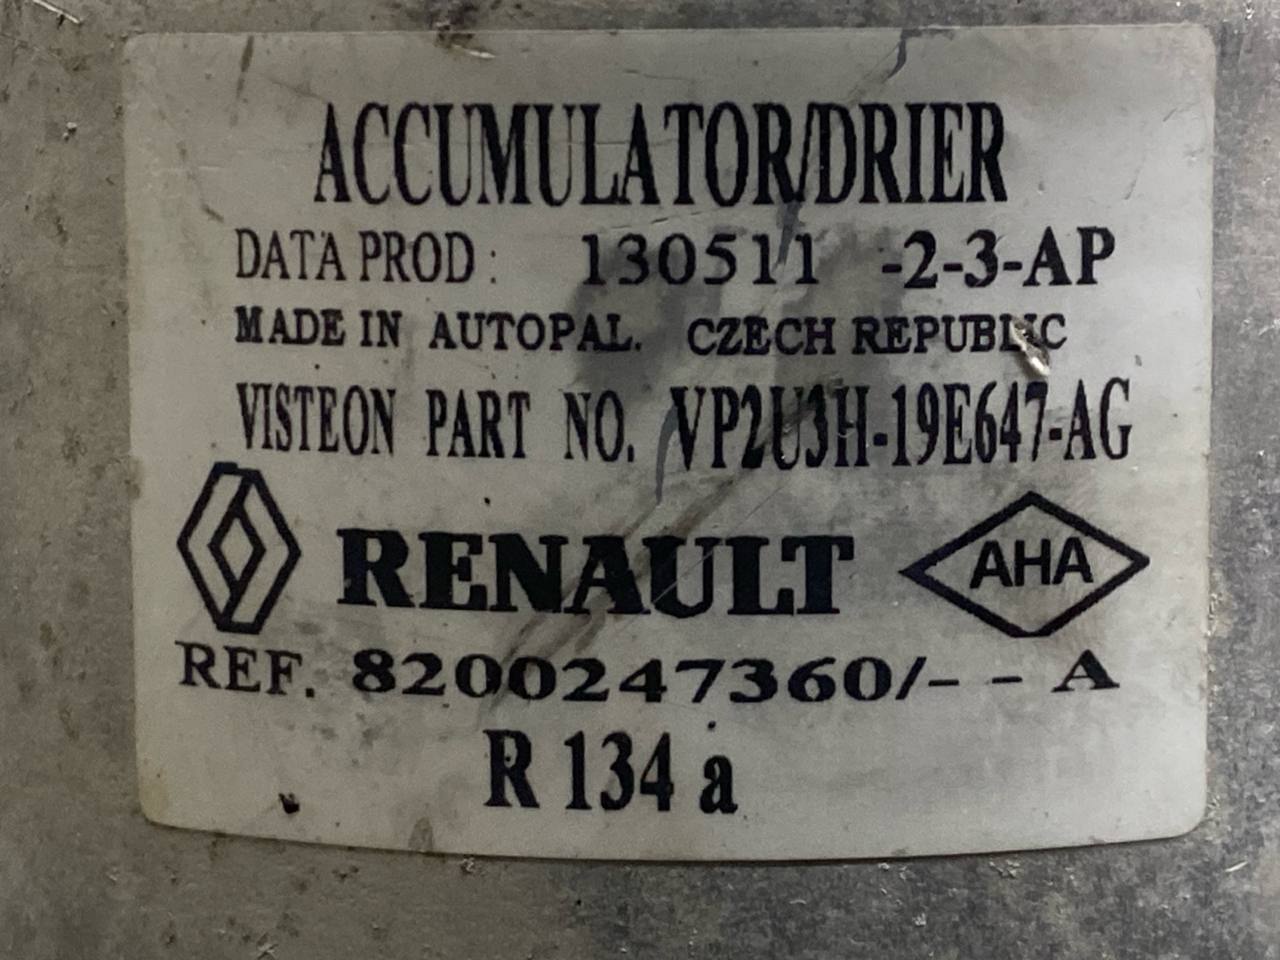 ACCUMULATOR/DRIER
DATA PROD : 130511 -2-3-AP
MADE IN AUTOPAL. CZECH REPUBLIC
VISTEON PART NO. VP2U3H-19E647-AG
RENAULT AHA
REF. 8200247360/- - A
R 134 a